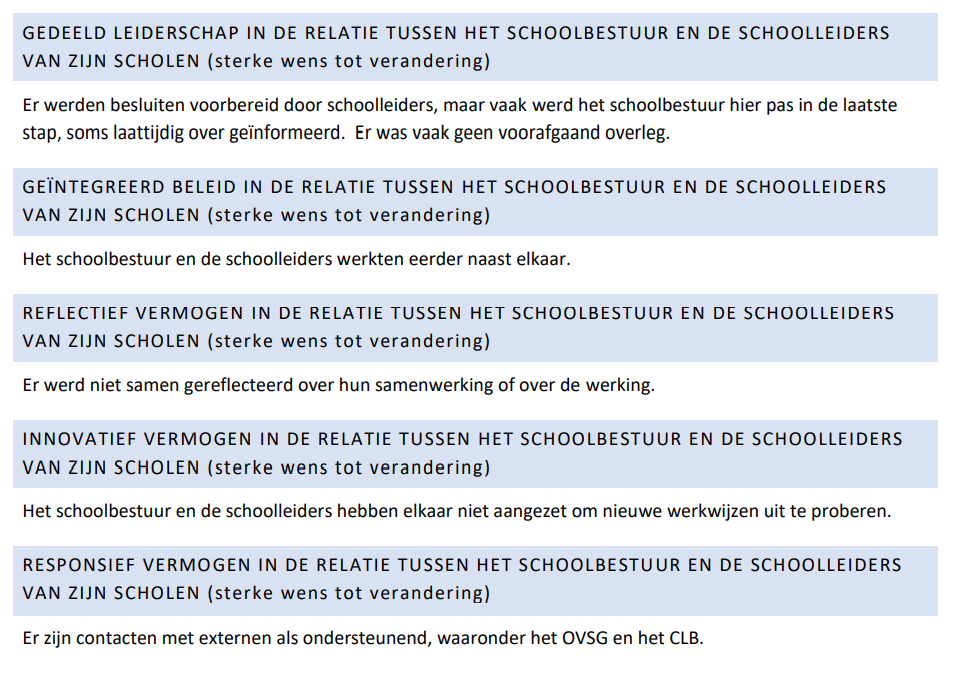 GEDEELD LEIDERSCHAP IN DE RELATIE TUSSEN HET SCHOOLBESTUUR EN DE SCHOOLLEIDERS
VAN ZIJN SCHOLEN (sterke wens tot verandering)
Er werden besluiten voorbereid door schoolleiders, maar vaak werd het schoolbestuur hier pas in de laatste
stap, soms laattijdig over geïnformeerd. Er was vaak geen voorafgaand overleg.
GEÏNTEGREERD BELEID IN DE RELATIE TUSSEN HET SCHOOLBESTUUR EN DE SCHOOLLEIDERS
VAN ZIJN SCHOLEN (sterke wens tot verandering)
Het schoolbestuur en de schoolleiders werkten eerder naast elkaar.
REFLECTIEF VERMOGEN IN DE RELATIE TUSSEN HET SCHOOLBESTUUR EN DE SCHOOLLEIDERS
VAN ZIJN SCHOLEN (sterke wens tot verandering)
Er werd niet samen gereflecteerd over hun samenwerking of over de werking.
INNOVATIEF VERMOGEN IN DE RELATIE TUSSEN HET SCHOOLBESTUUR EN DE SCHOOLLEIDERS
VAN ZIJN SCHOLEN (sterke wens tot verandering)
Het schoolbestuur en de schoolleiders hebben elkaar niet aangezet om nieuwe werkwijzen uit te proberen.
RESPONSIEF VERMOGEN IN DE RELATIE TUSSEN HET SCHOOLBESTUUR EN DE SCHOOLLEIDERS
VAN ZIJN SCHOLEN (sterke wens tot verandering)
Er zijn contacten met externen als ondersteunend, waaronder het OVSG en het CLB.